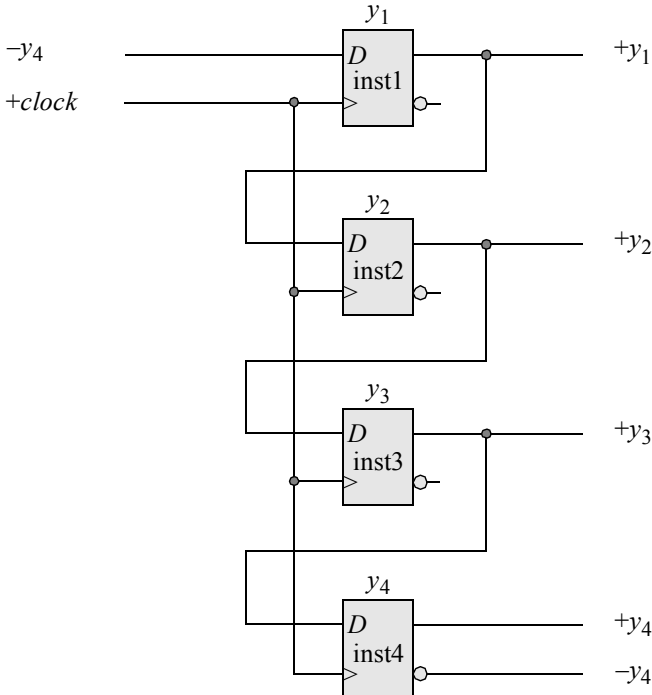 y1
–y4
D
+y1
inst1
+clock
y2
D
+y2
inst2
y3
D
+y3
inst3
y4
D
+y4
inst4
–y4